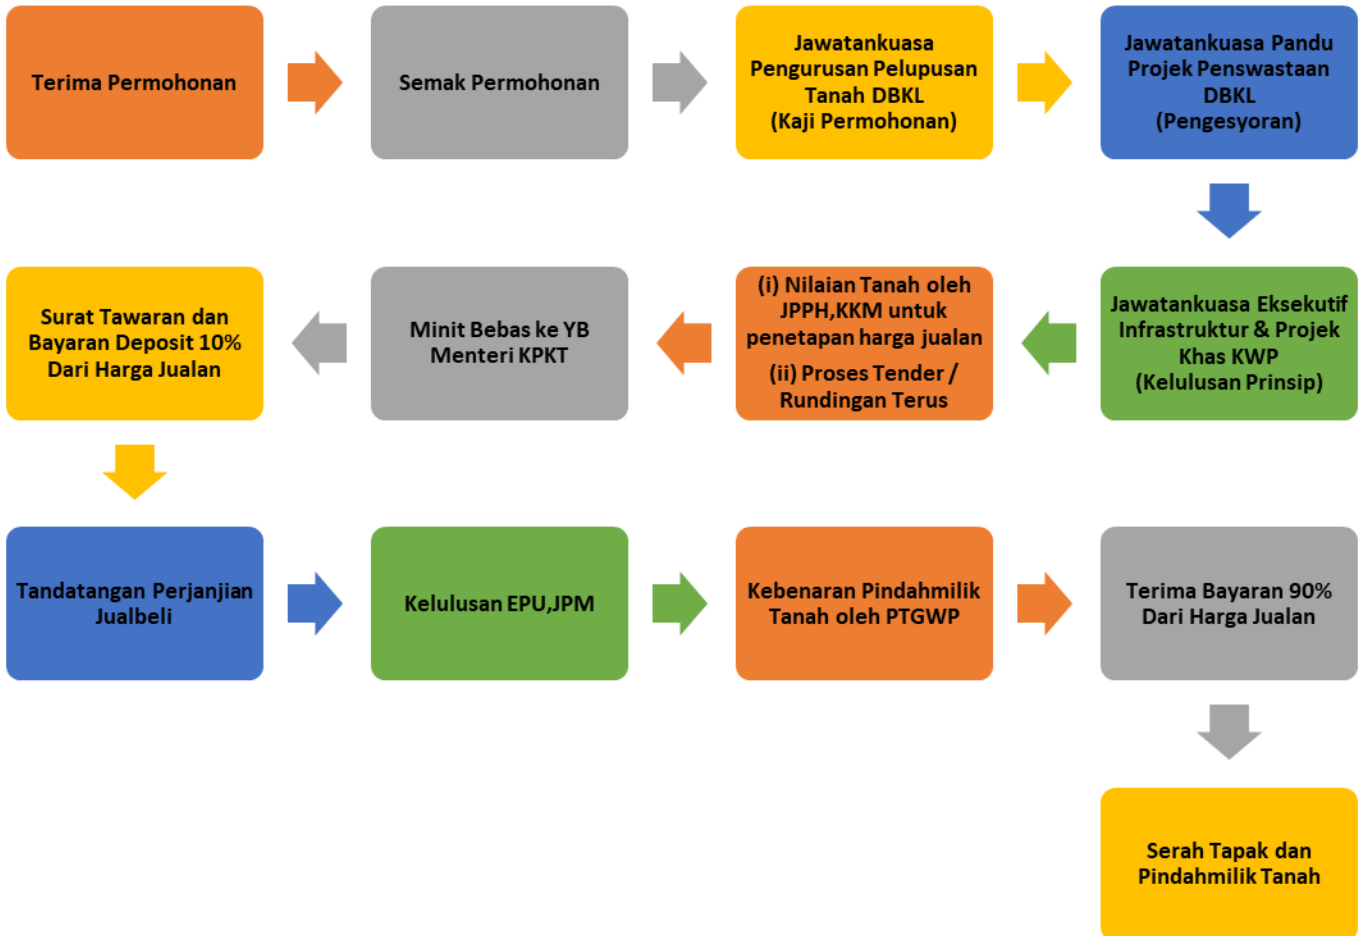 Terima Permohonan
Semak Permohonan
Jawatankuasa
Pengurusan Pelupusan
Tanah DBKL
(Kaji Permohonan)
Jawatankuasa Pandu
Projek Penswastaan
DBKL
(Pengesyoran)
Jawatankuasa Eksekutif
Infrastruktur & Projek
Khas KWP
(Kelulusan Prinsip)
(i) Nilaian Tanah oleh
JPPH,KKM untuk
penetapan harga jualan
(ii) Proses Tender /
Rundingan Terus
Minit Bebas ke YB
Menteri KPKT
Surat Tawaran dan
Bayaran Deposit 10%
Dari Harga Jualan
Tandatangan Perjanjian
Jualbeli
Kelulusan EPU,JPM
Kebenaran Pindahmilik
Tanah oleh PTGWP
Terima Bayaran 90%
Dari Harga Jualan
Serah Tapak dan
Pindahmilik Tanah